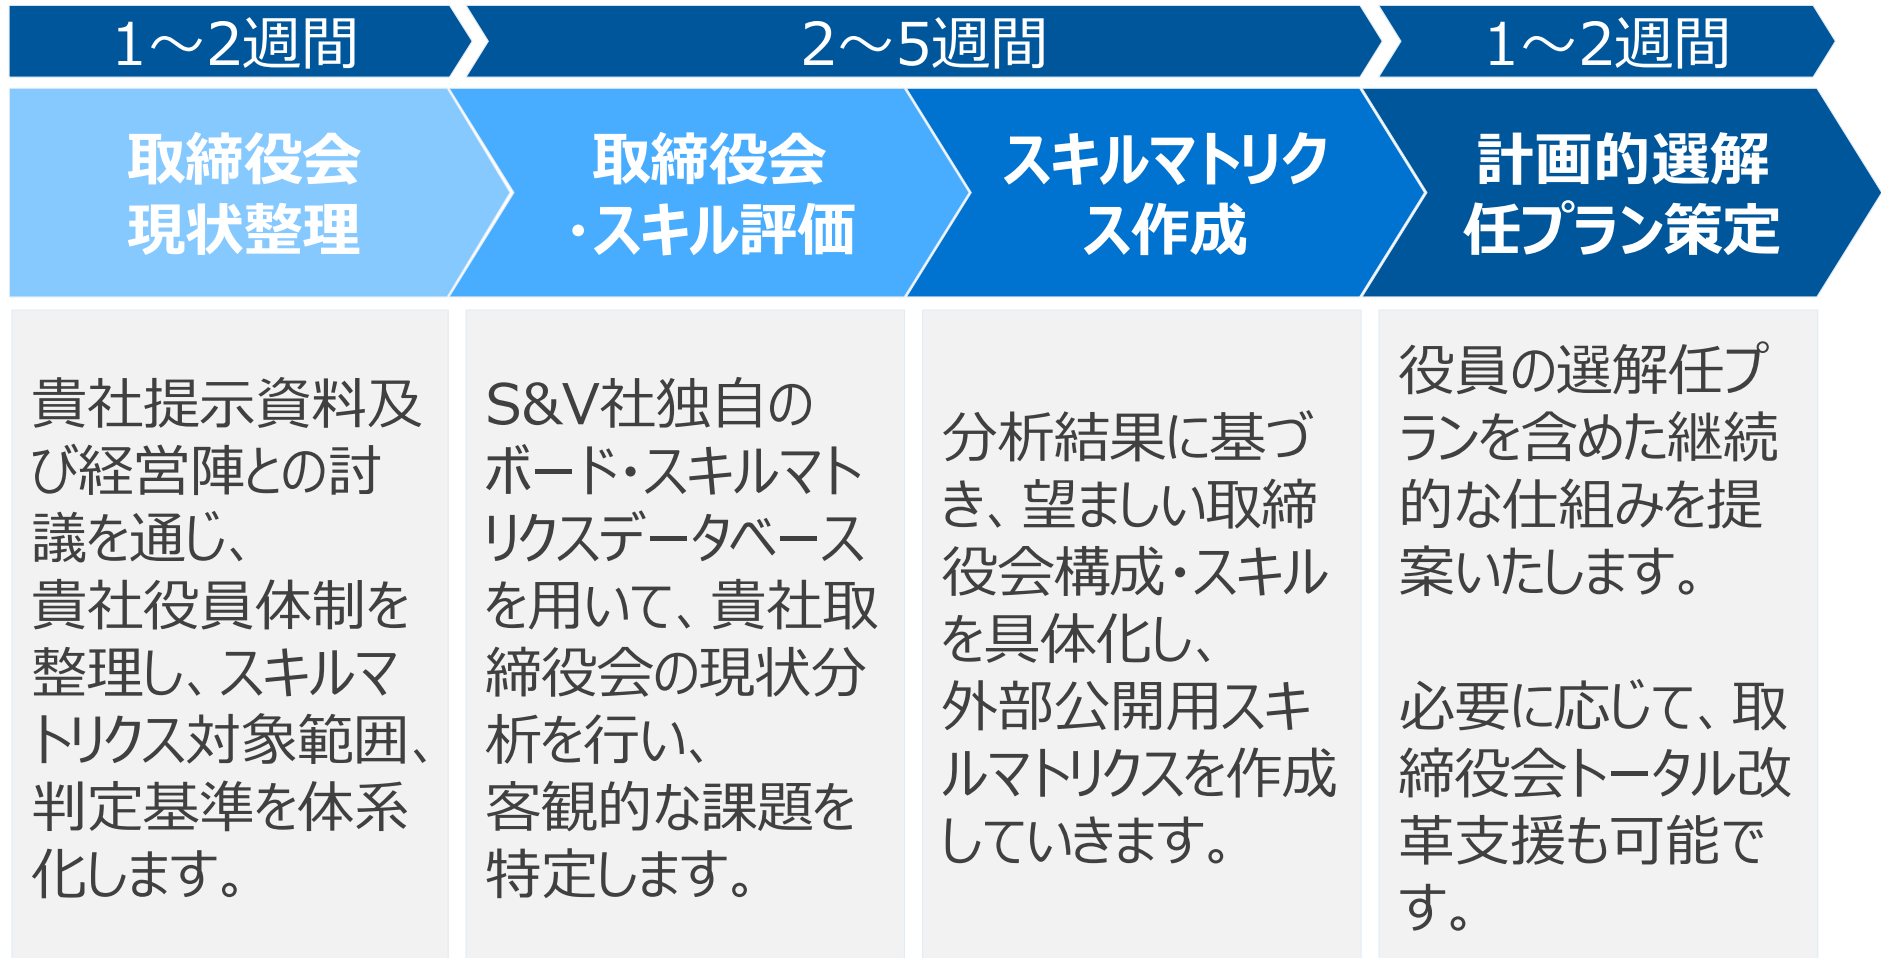 1～2週間
2～5週間
1～2週間
取締役会
現状整理
取締役会
・スキル評価
スキルマトリク
ス作成
計画的選解
任プラン策定
貴社提示資料及
び経営陣との討
議を通じ、
貴社役員体制を
整理し、スキルマ
トリクス対象範囲、
判定基準を体系
化します。
S&V社独自の
ボード・スキルマト
リクスデータベース
を用いて、貴社取
締役会の現状分
析を行い、
客観的な課題を
特定します。
分析結果に基づ
き、望ましい取締
役会構成・スキル
を具体化し、
外部公開用スキ
ルマトリクスを作成
していきます。
役員の選解任プ
ランを含めた継続
的な仕組みを提
案いたします。
必要に応じて、取
締役会トータル改
革支援も可能で
す。